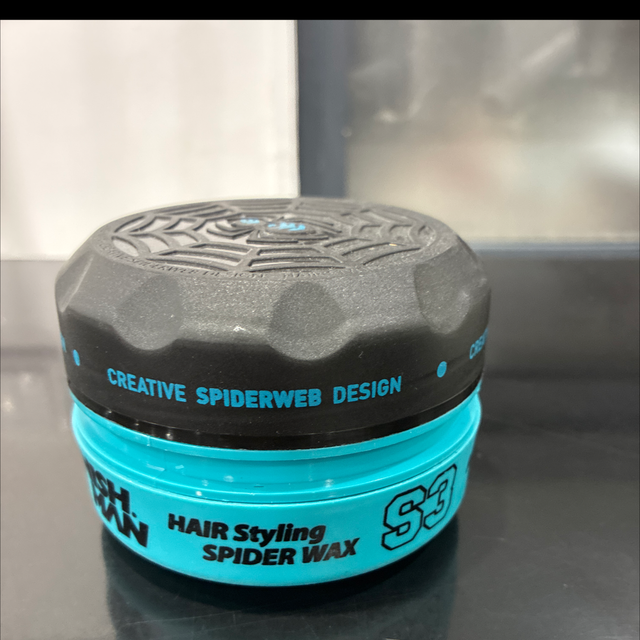 CREATIVE SPIDERWEB DESIGN
HAIR Styling
SPIDER WAX
S3